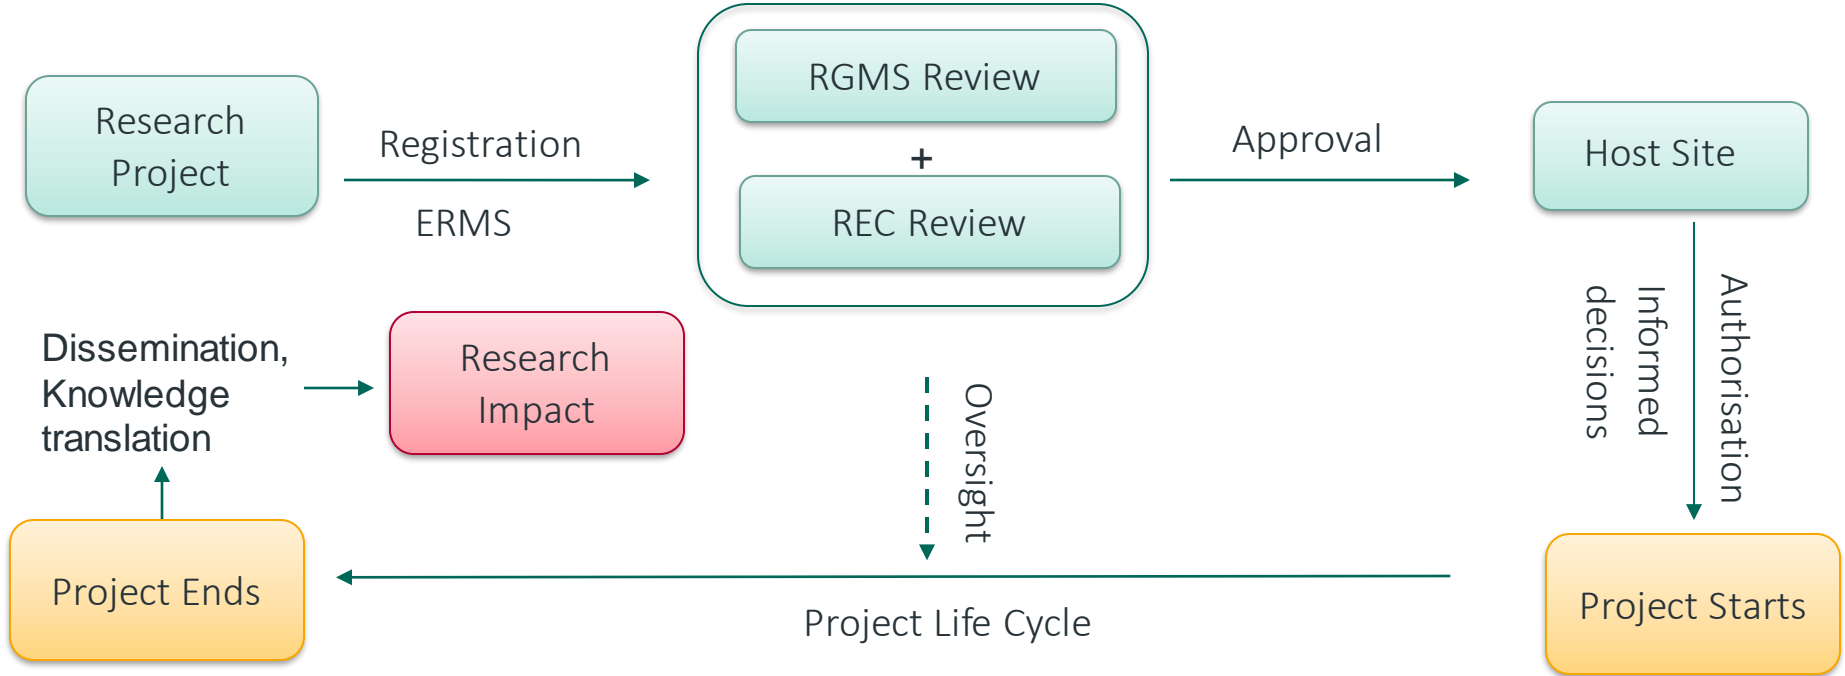 Research
Project
Registration
ERMS
RGMS Review
+
REC Review
Approval
Host Site
Authorisation
Informed
decisions
Project Starts
Oversight
Project Life Cycle
Project Ends
Dissemination,
Knowledge
translation
Research
Impact